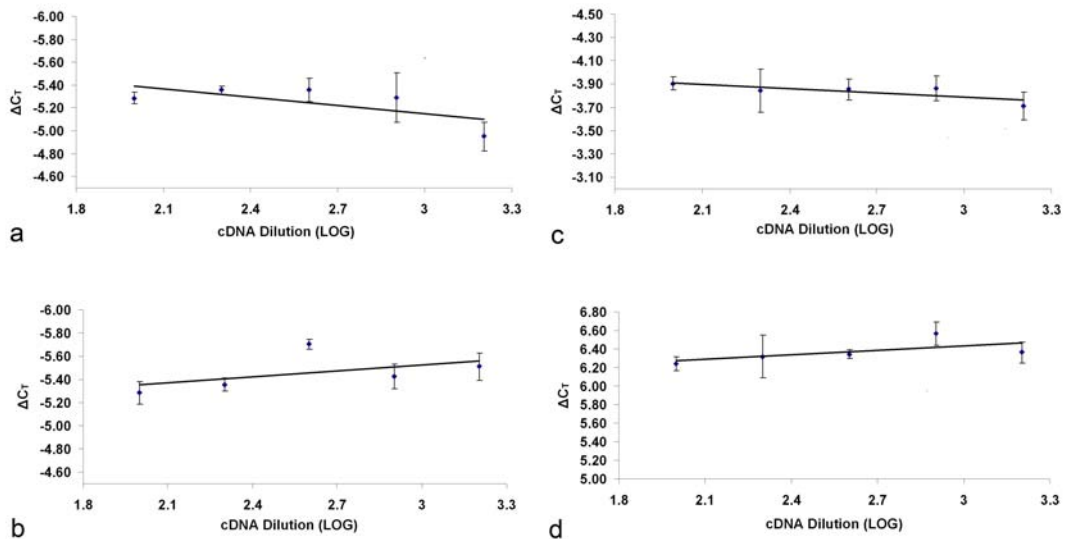 -6.00
-5.80
-5.60
-5.40
-5.20
-5.00
-4.80
-4.60
ΔCT
1.8 2.1 2.4 2.7 3 3.3
cDNA Dilution (LOG)
a
-4.50
-4.30
-4.10
-3.90
-3.70
-3.50
-3.30
-3.10
ΔCT
1.8 2.1 2.4 2.7 3 3.3
cDNA Dilution (LOG)
c
-6.00
-5.80
-5.60
-5.40
-5.20
-5.00
-4.80
-4.60
ΔCT
1.8 2.1 2.4 2.7 3 3.3
cDNA Dilution (LOG)
b
6.80
6.60
6.40
6.20
6.00
5.80
5.60
5.40
5.20
5.00
ΔCT
1.8 2.1 2.4 2.7 3 3.3
cDNA Dilution (LOG)
d